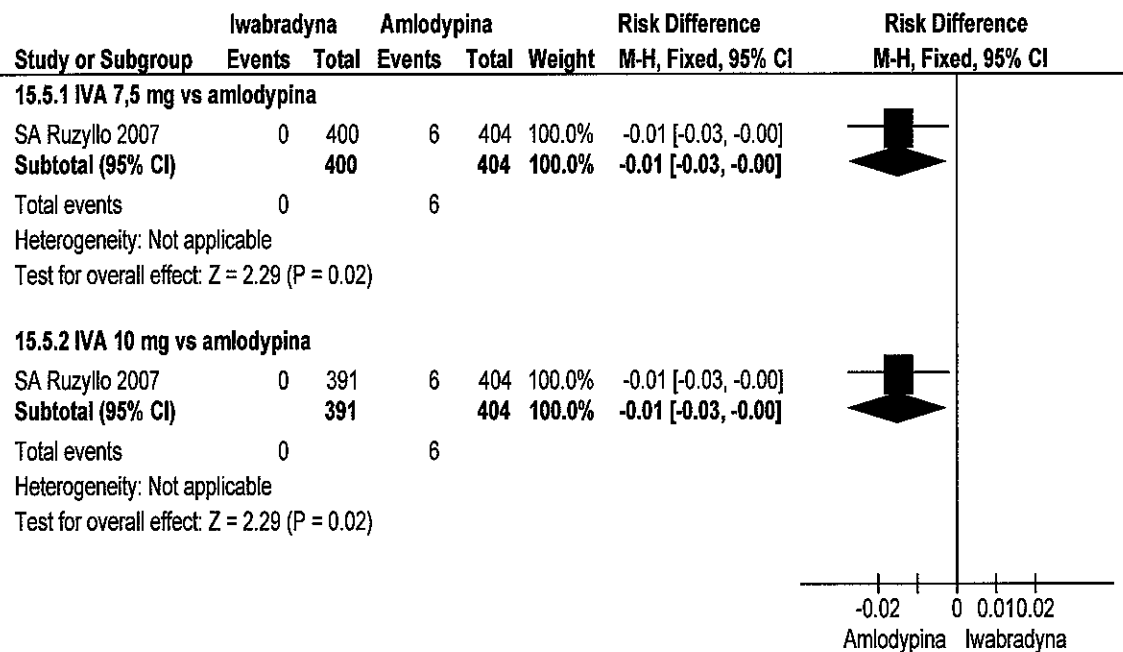 Iwabradyna Amlodypina Risk Difference Risk Difference
Study or Subgroup Events Total Events Total Weight M-H, Fixed, 95% CI M-H, Fixed, 95% CI
15.5.1 IVA 7,5 mg vs amlodypina
SA Ruzyllo 2007 0 400 6 404 100.0% -0.01 [-0.03, -0.00]
Subtotal (95% CI) 400 404 100.0% -0.01 [-0.03, -0.00]
Total events 0 6
Heterogeneity: Not applicable
Test for overall effect: Z = 2.29 (P = 0.02)
15.5.2 IVA 10 mg vs amlodypina
SA Ruzyllo 2007 0 391 6 404 100.0% -0.01 [-0.03, -0.00]
Subtotal (95% CI) 391 404 100.0% -0.01 [-0.03, -0.00]
Total events 0 6
Heterogeneity: Not applicable
Test for overall effect: Z = 2.29 (P = 0.02)
-0.02 0 0.01 0.02
Amlodypina Iwabradyna